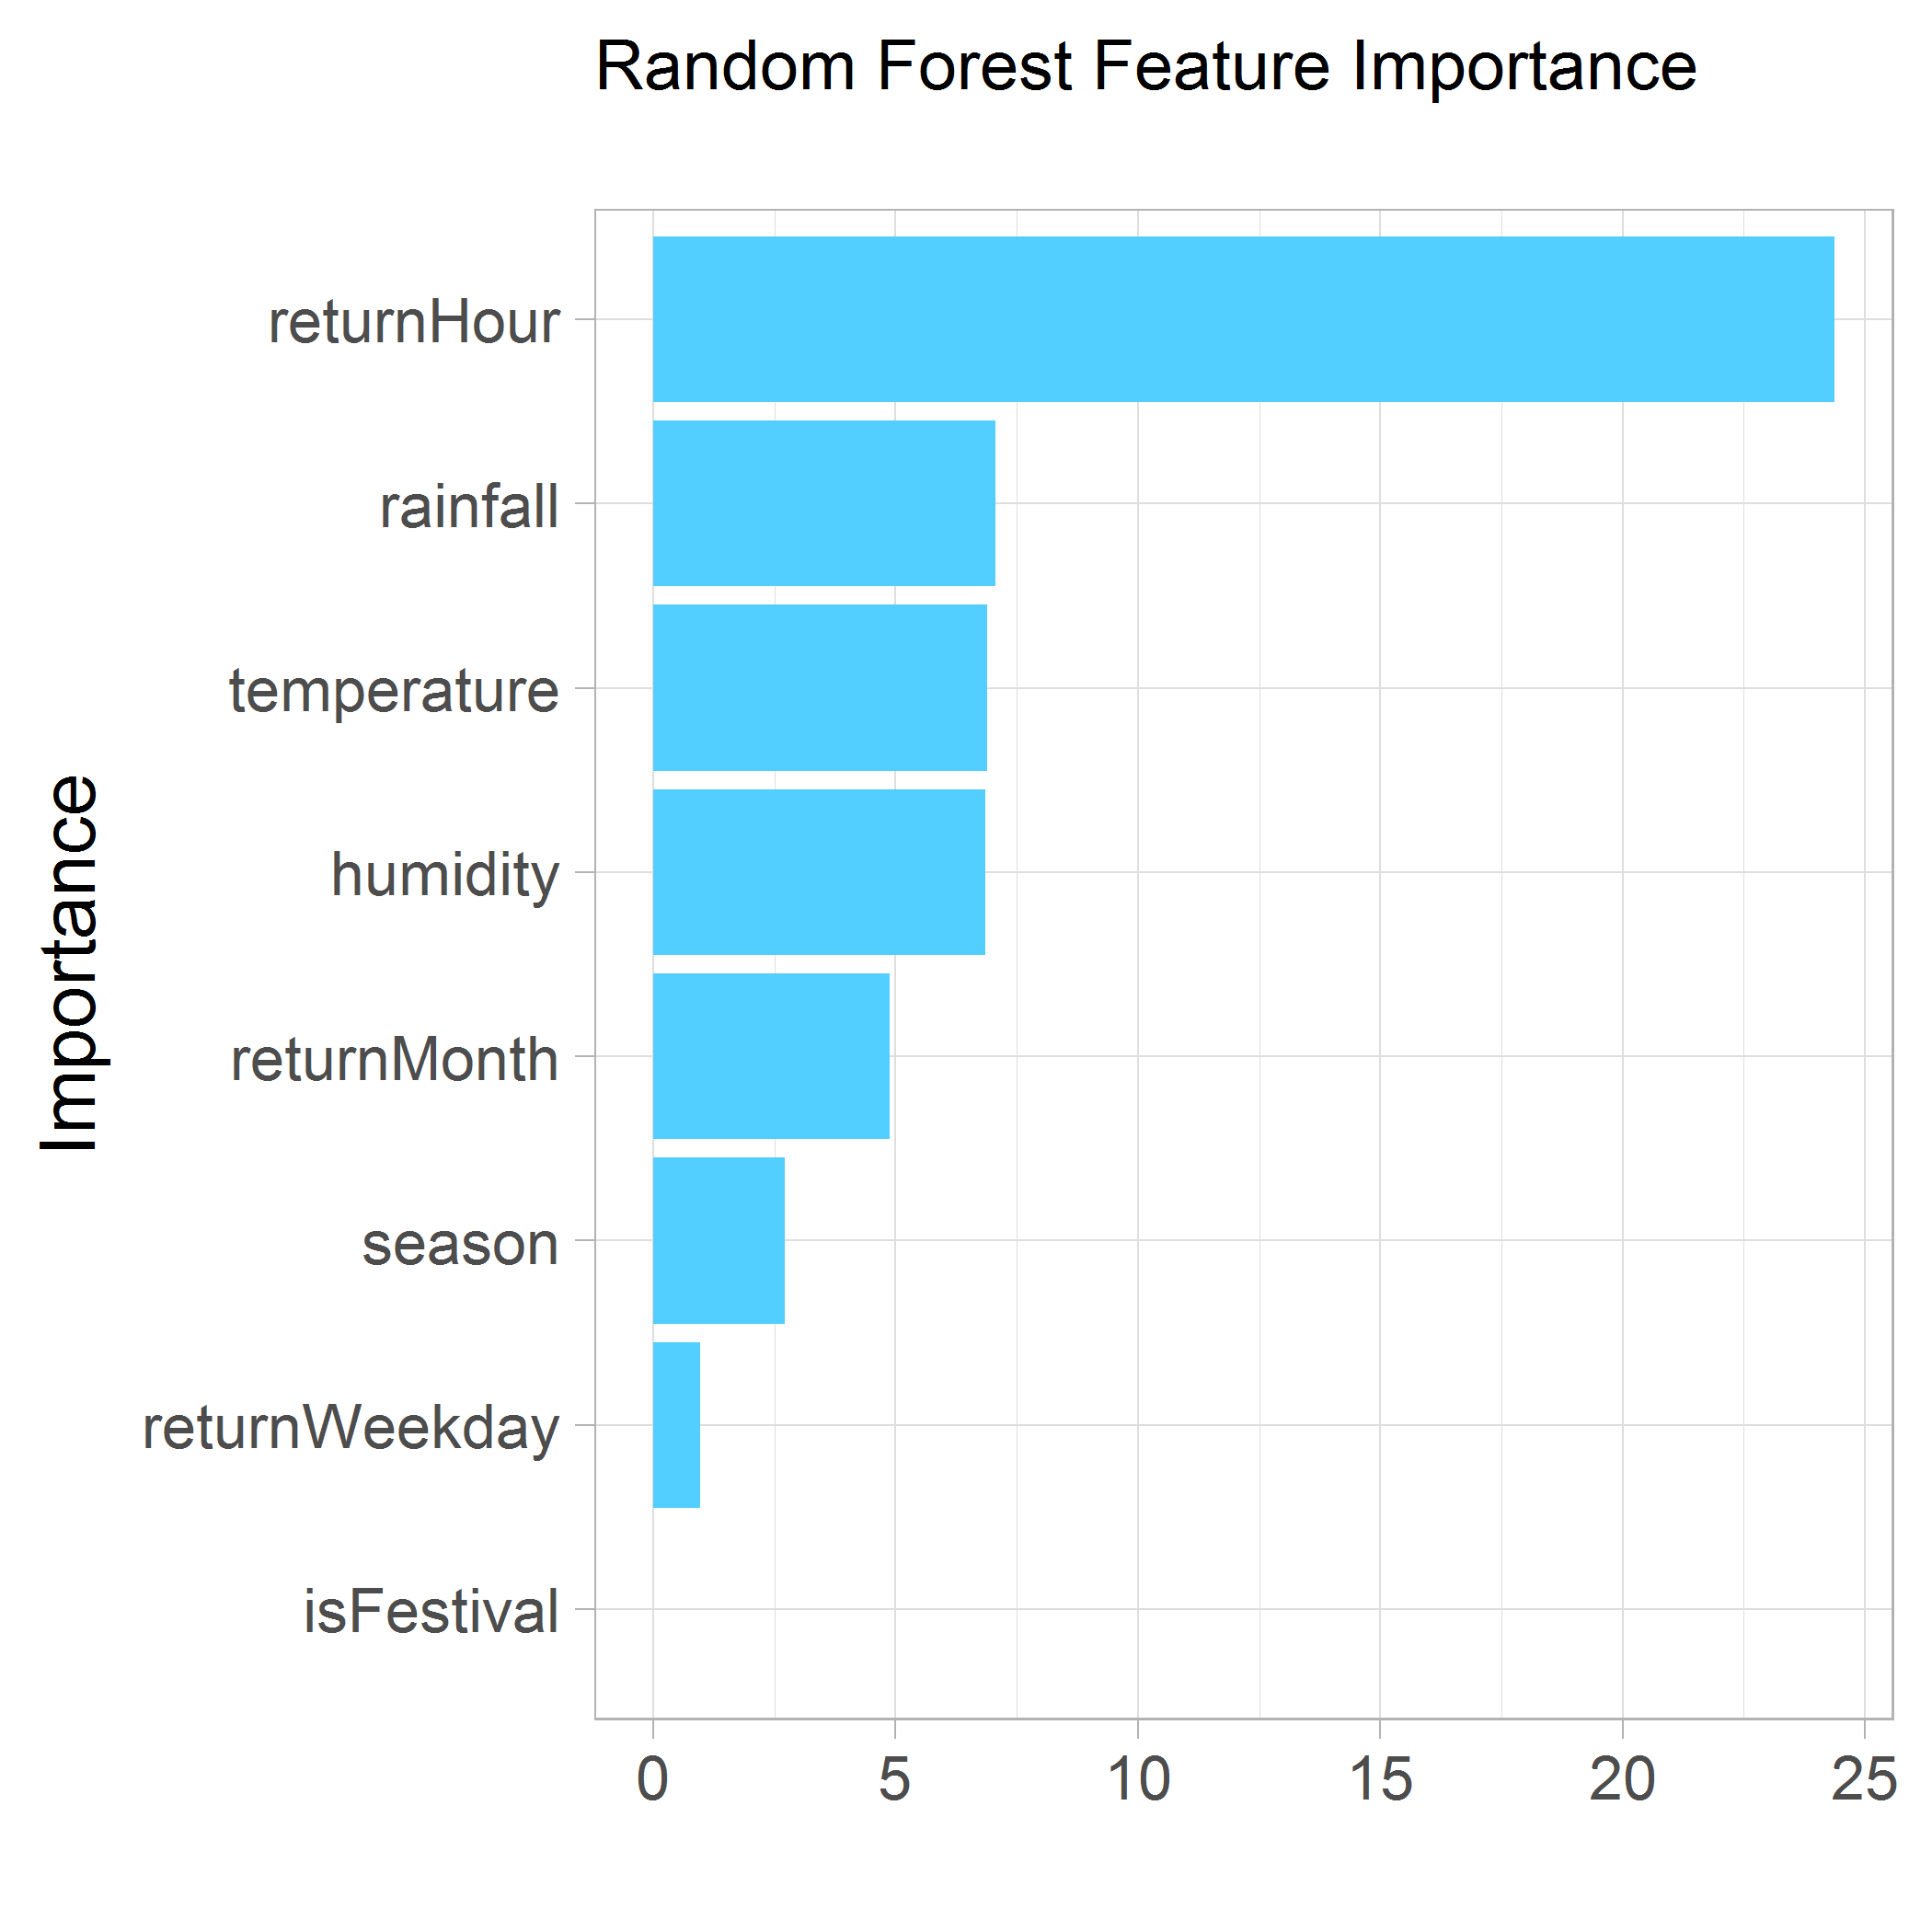 Random Forest Feature Importance
Importance
returnHour
rainfall
temperature
humidity
returnMonth
season
returnWeekday
isFestival
0 5 10 15 20 25